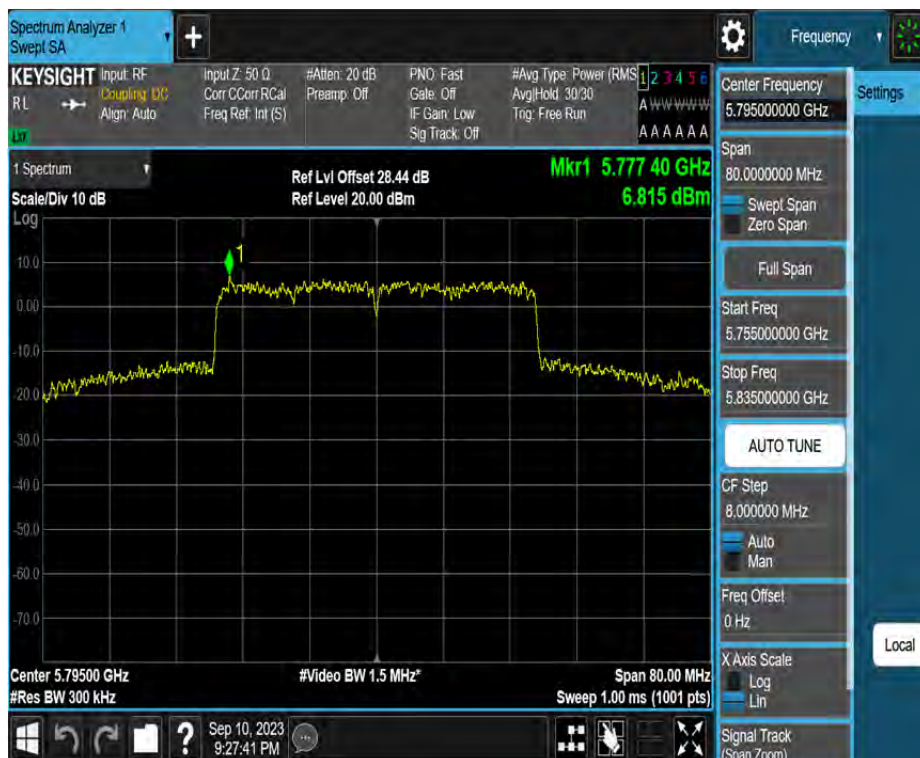 Spectrum Analyzer 1
Swept SA
+
Frequency
KEYSIGHT
RL
LXI
Input: RF
Coupling: DC
Align: Auto
Input Z: 50 Ω
Corr CCorr RCal
Freq Ref: Int (S)
#Atten: 20 dB
Preamp: Off
PNO: Fast
Gate: Off
IF Gain: Low
Sig Track: Off
#Avg Type: Power (RMS
Avg|Hold: 30/30
Trig: Free Run
1 2 3 4 5 6
A W W W W W
A A A A A A
1 Spectrum
Scale/Div 10 dB
Ref Lvl Offset 28.44 dB
Ref Level 20.00 dBm
Mkr1 5.777 40 GHz
6.815 dBm
Log
1
10.0
0.00
-10.0
-20.0
-30.0
-40.0
-50.0
-60.0
-70.0
Center 5.79500 GHz
#Res BW 300 kHz
#Video BW 1.5 MHz*
Span 80.00 MHz
Sweep 1.00 ms (1001 pts)
?
Sep 10, 2023
9:27:41 PM
Center Frequency
5.795000000 GHz
Span
80.0000000 MHz
Swept Span
Zero Span
Full Span
Start Freq
5.755000000 GHz
Stop Freq
5.835000000 GHz
AUTO TUNE
CF Step
8.000000 MHz
Auto
Man
Freq Offset
0 Hz
X Axis Scale
Log
Lin
Signal Track
(Span Zoom)
Settings
Local